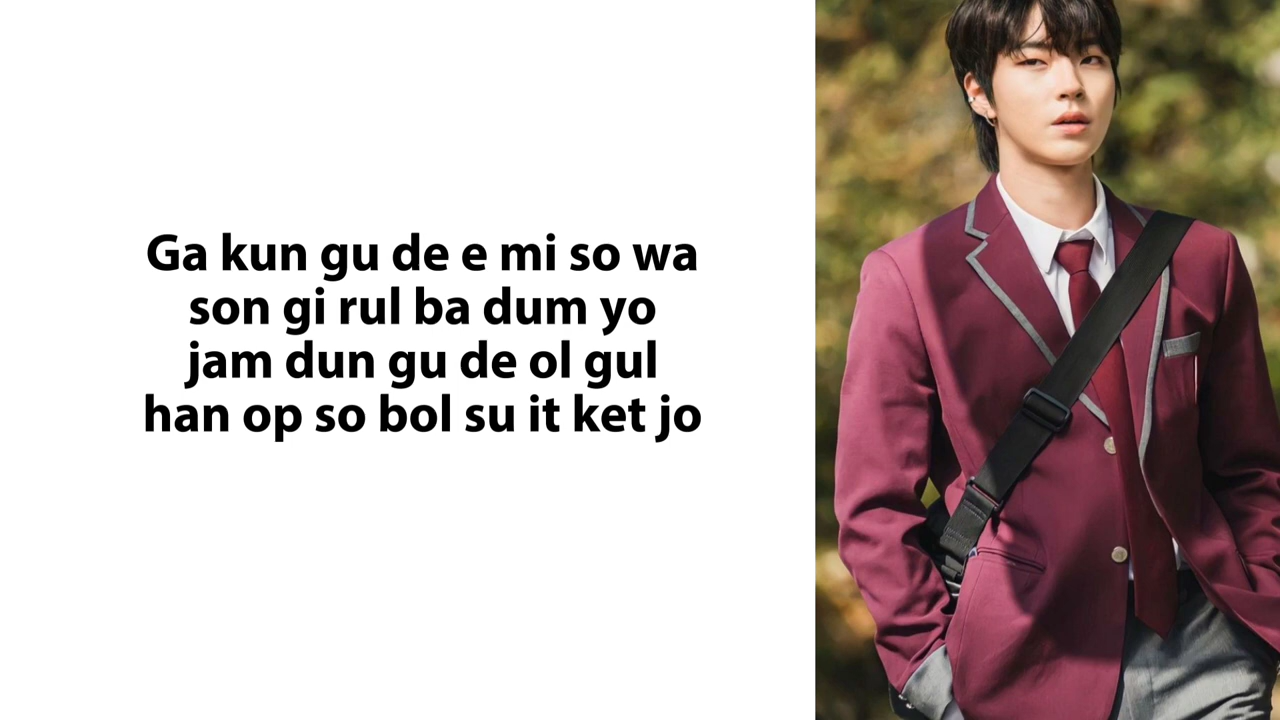 Ga kun gu de e mi so wa
son gi rul ba dum yo
jam dun gu de ol gul
han op so bol su it ket jo